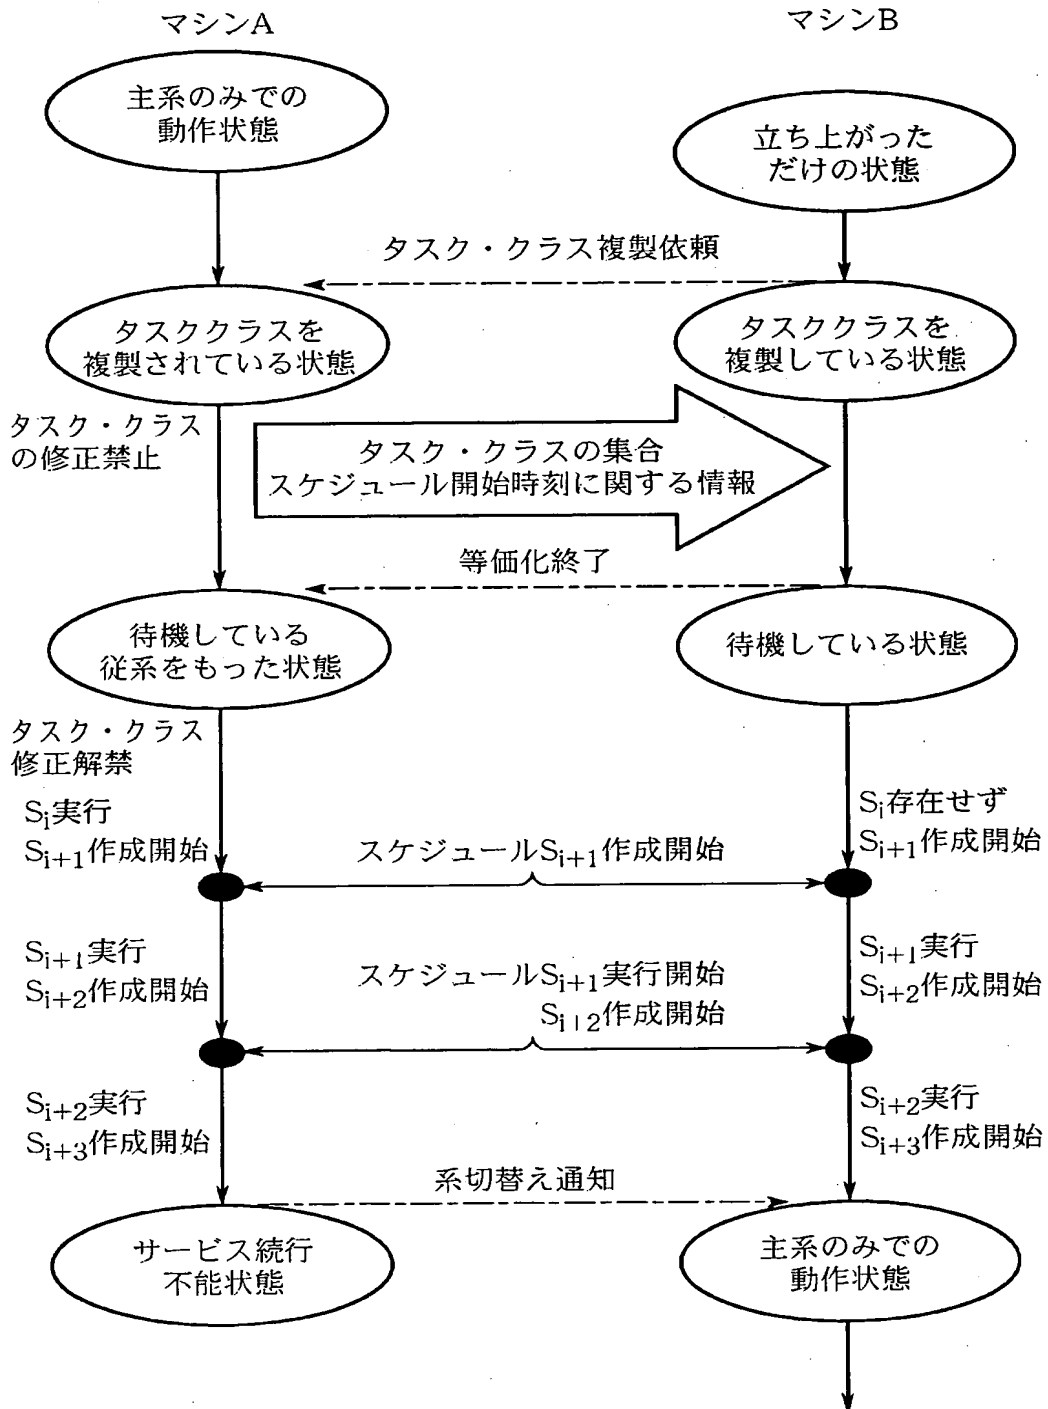 マシンA
マシンB
主系のみでの
動作状態
立ち上がった
だけの状態
タスク・クラス複製依頼
タスククラスを
複製されている状態
タスククラスを
複製している状態
タスク・クラス
の修正禁止
タスク・クラスの集合
スケジュール開始時刻に関する情報
等価化終了
待機している
従系をもった状態
待機している状態
タスク・クラス
修正解禁
Si実行
Si+1作成開始
スケジュールSi+1作成開始
Si存在せず
Si+1作成開始
Si+1実行
Si+2作成開始
スケジュールSi+1実行開始
Si+2作成開始
Si+1実行
Si+2作成開始
Si+2実行
Si+3作成開始
Si+2実行
Si+3作成開始
系切替え通知
サービス続行
不能状態
主系のみでの
動作状態